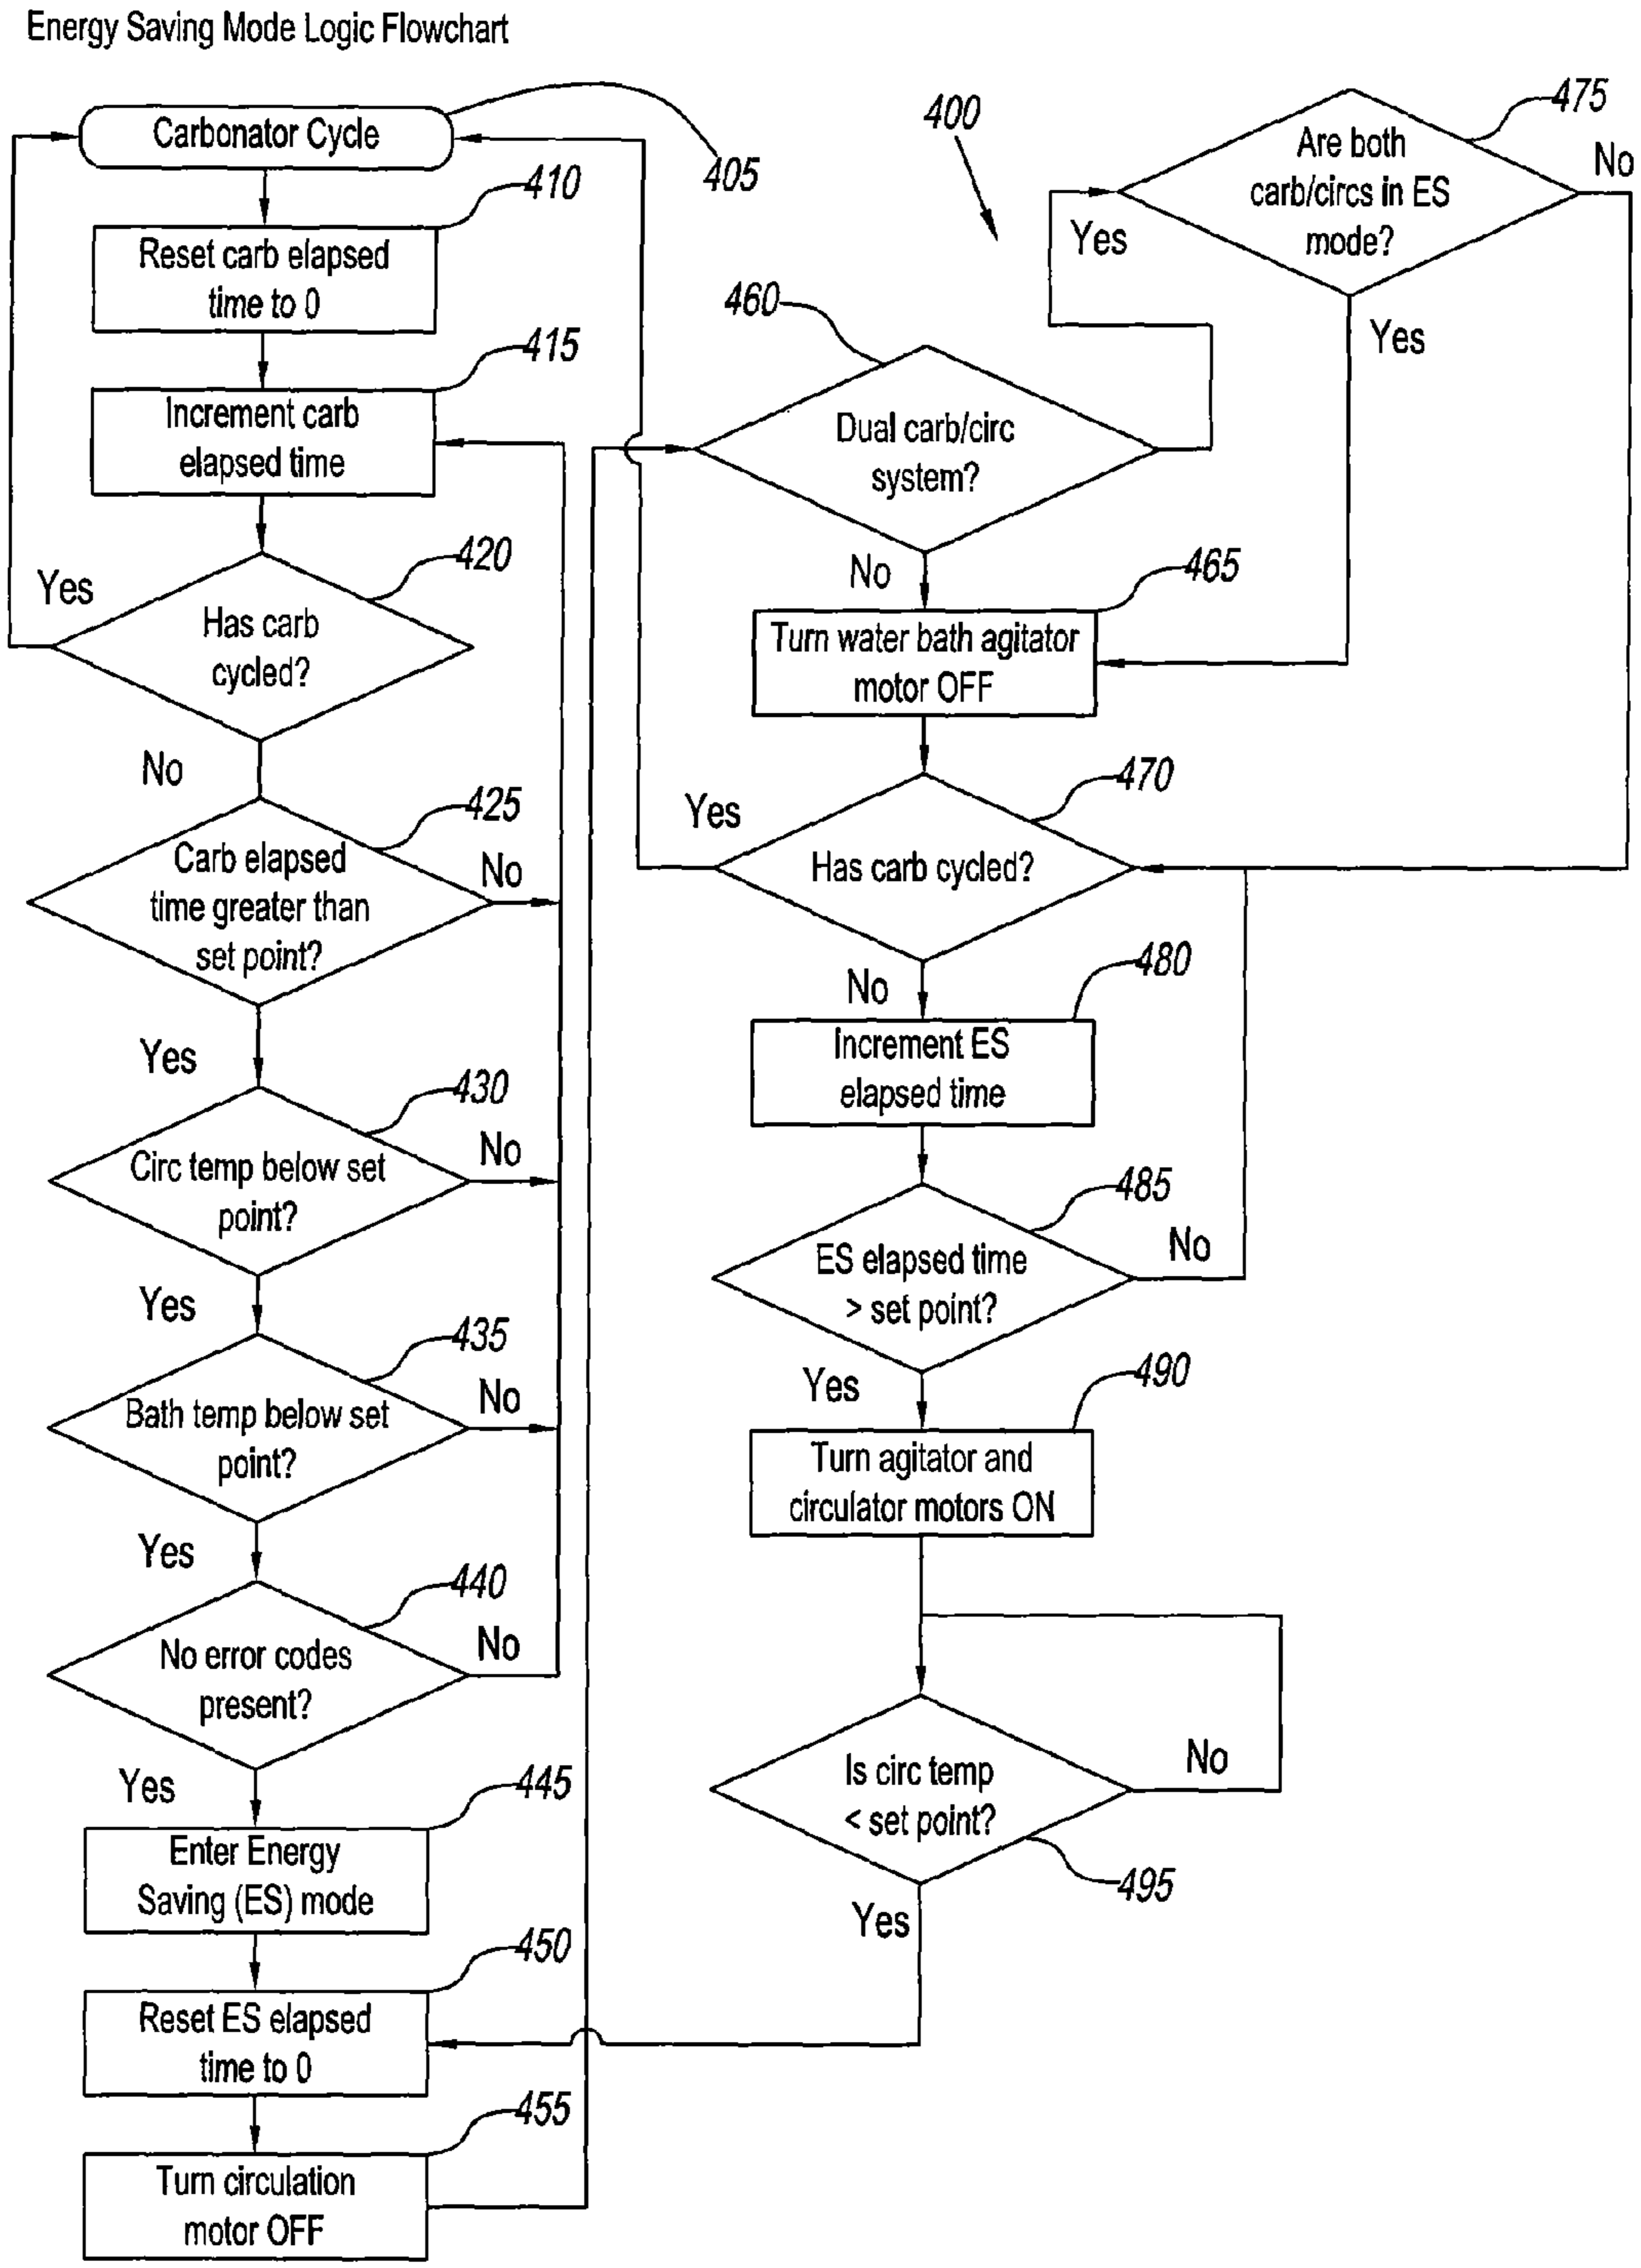 Energy Saving Mode Logic Flowchart
Carbonator Cycle
405
410
Reset carb elapsed
time to 0
415
Increment carb
elapsed time
420
Yes
Has carb
cycled?
No
425
Carb elapsed
time greater than
set point?
No
Yes
430
Circ temp below set
point?
No
Yes
435
Bath temp below set
point?
No
Yes
440
No error codes
present?
No
Yes
445
Enter Energy
Saving (ES) mode
450
Reset ES elapsed
time to 0
455
Turn circulation
motor OFF
400
475
Are both
carb/circs in ES
mode?
No
Yes
Yes
460
Dual carb/circ
system?
No
465
Turn water bath agitator
motor OFF
470
Yes
Has carb cycled?
No
480
Increment ES
elapsed time
485
ES elapsed time
> set point?
No
Yes
490
Turn agitator and
circulator motors ON
Is circ temp
< set point?
No
495
Yes